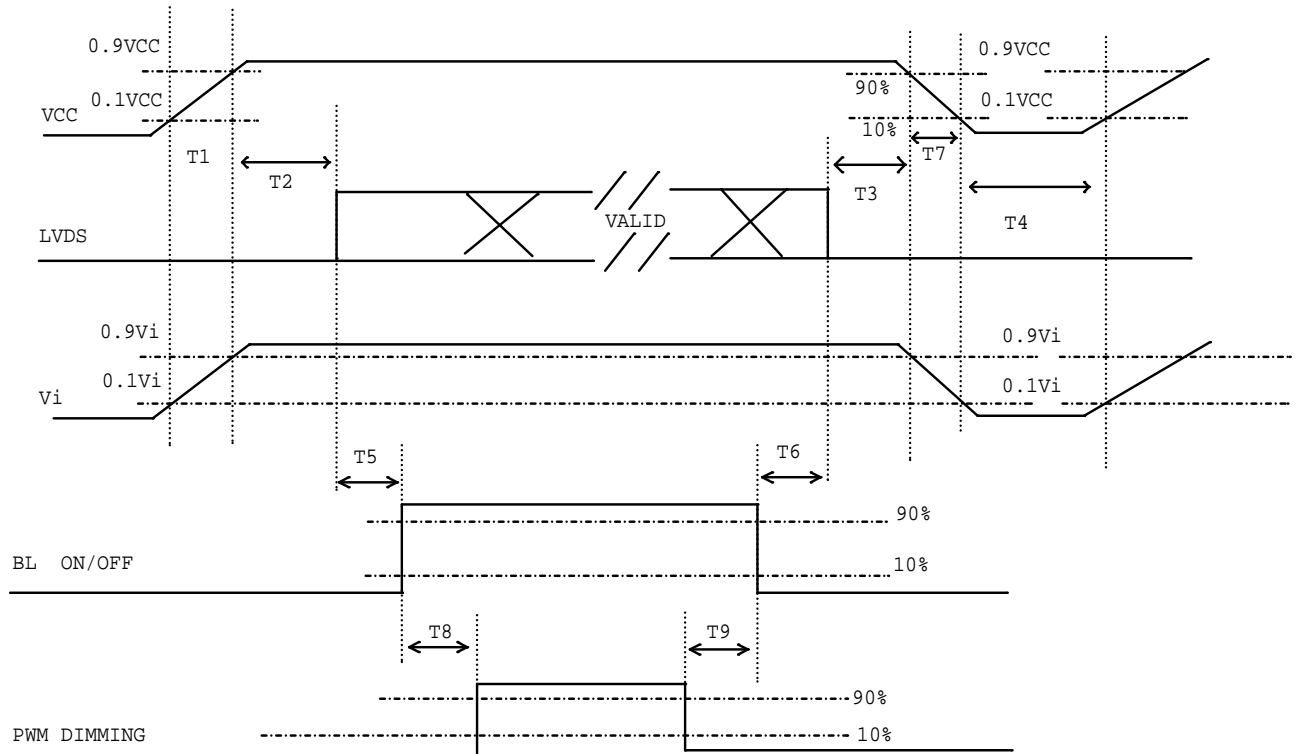 0.9VCC
0.9VCC
90%
0.1VCC
0.1VCC
VCC
10%
T1
T7
T2
T3
VALID
T4
LVDS
0.9Vi
0.9Vi
0.1Vi
0.1Vi
Vi
T5
T6
90%
BL ON/OFF
10%
T8
T9
90%
PWM DIMMING
10%